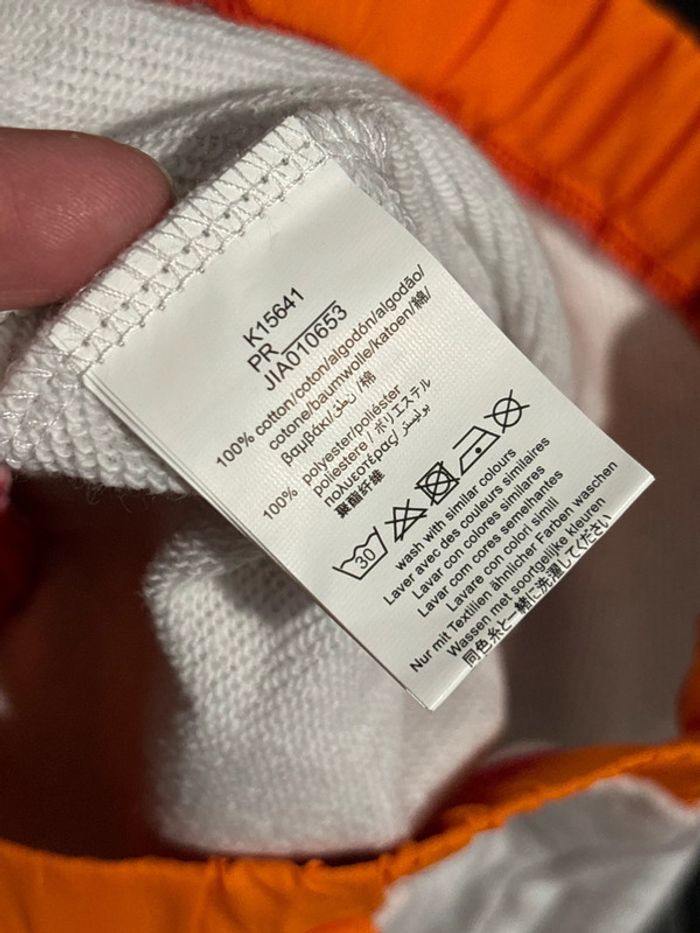 K15641
PR
JIA010653
100% cotton/coton/algodón/algodão/
cotone/baumwolle/katoen/綿/
βαμβάκι/قطن /棉
100% polyester/poliéster
poliestere / ポリエステル
πολυεστέρας/ بوليستر
聚酯纤维
30
wash with similar colours
Laver avec des couleurs similaires
Lavar con colores similares
Lavar com cores semelhantes
Lavare con colori simili
Nur mit Textilien ähnlicher Farben waschen
Wassen met soortgelijke kleuren
同色糸と一緒に洗濯してください